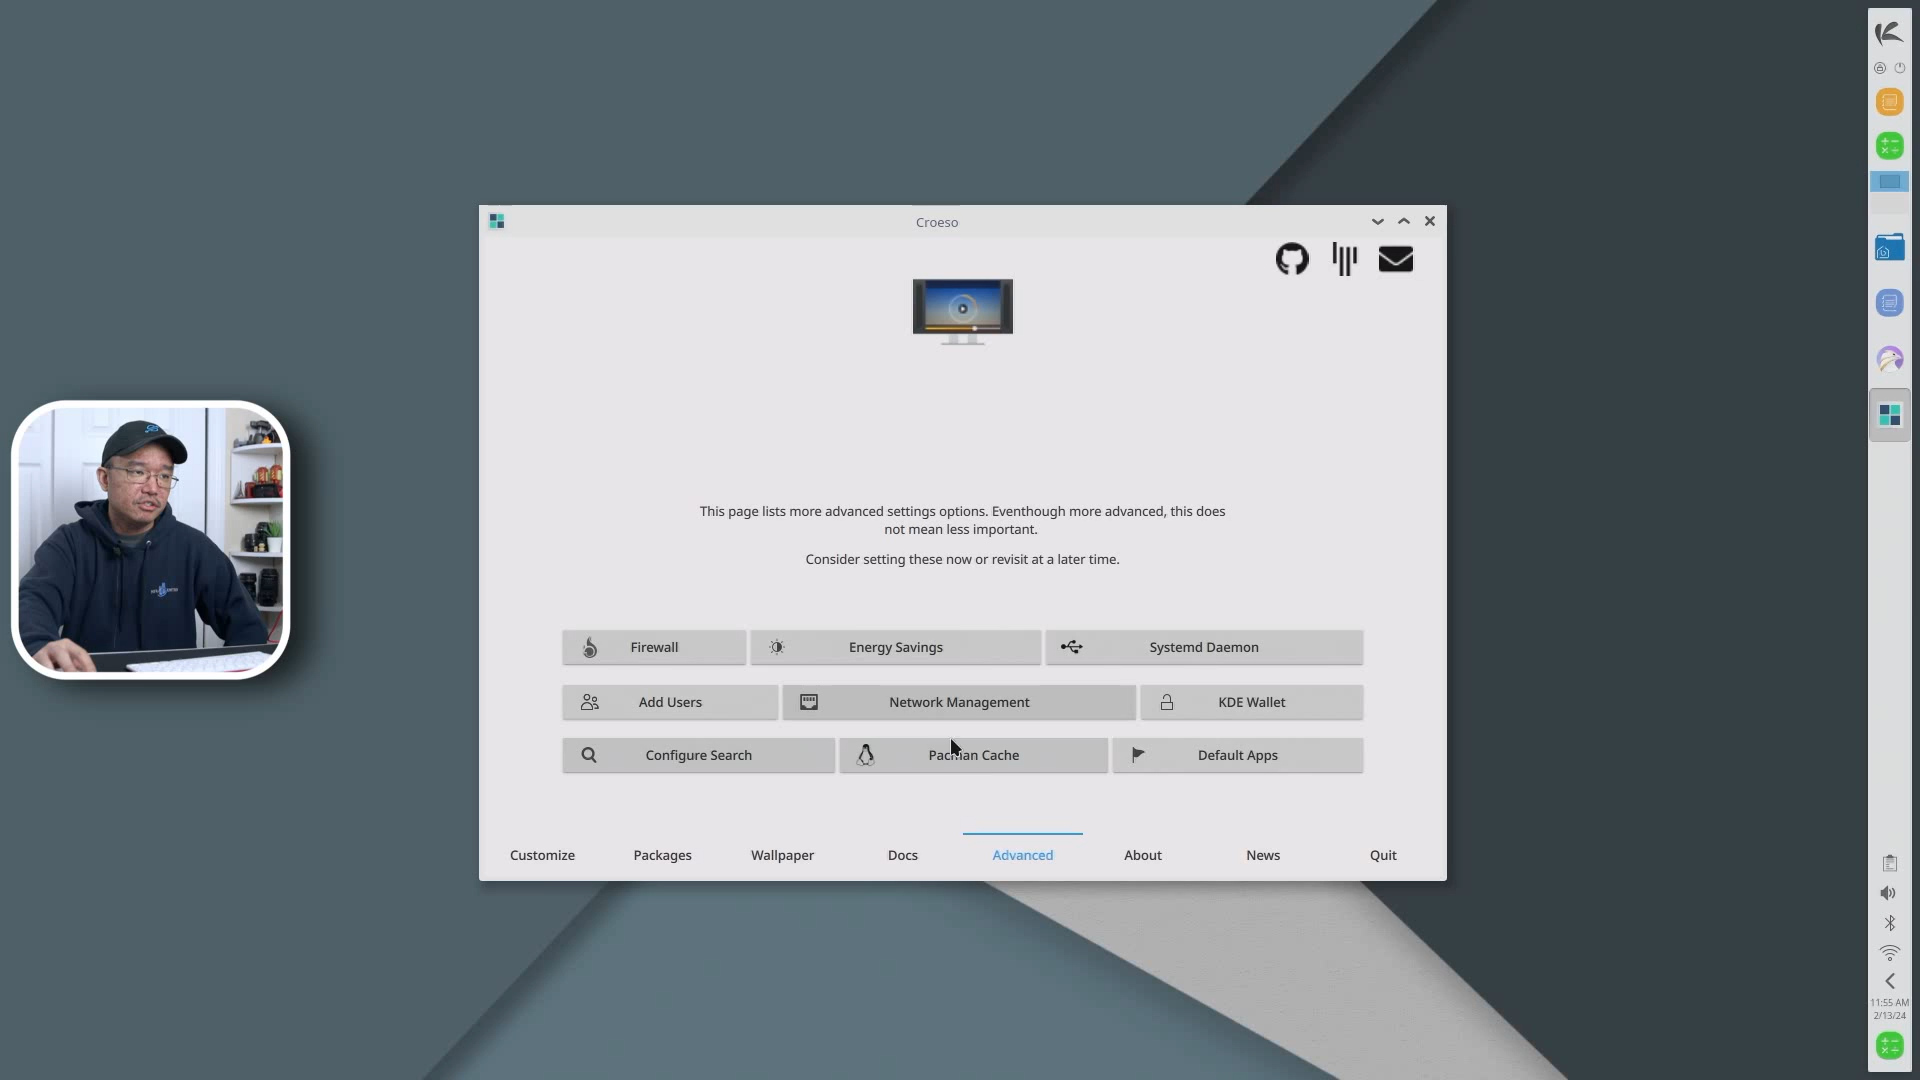 Croeso
This page lists more advanced settings options. Eventhough more advanced, this does
not mean less important.
Consider setting these now or revisit at a later time.
Firewall
Energy Savings
Systemd Daemon
Add Users
Network Management
KDE Wallet
Configure Search
Pacman Cache
Default Apps
Customize
Packages
Wallpaper
Docs
Advanced
About
News
Quit
11:55 AM
2/13/24